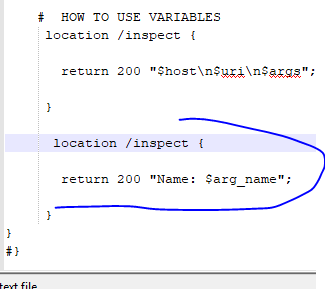 #  HOW TO USE VARIABLES
location /inspect {
return 200 "$host\n$uri\n$args";
}
location /inspect {
return 200 "Name: $arg_name";
}
}
#}
text file